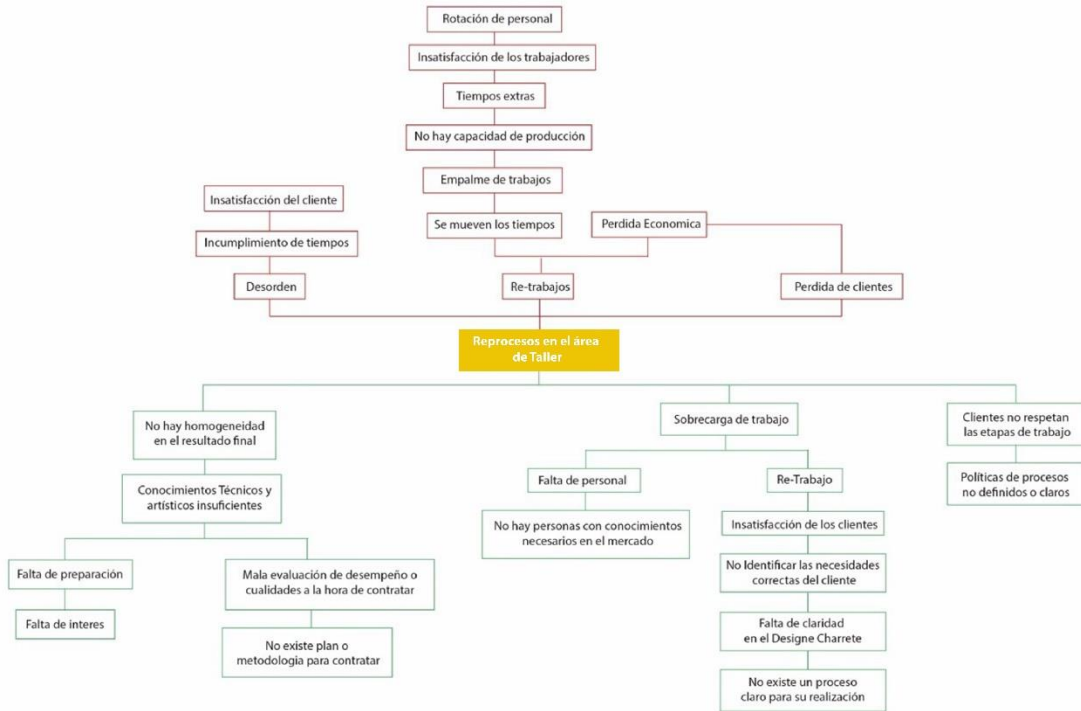 Rotación de personal
Insatisfacción de los trabajadores
Tiempos extras
No hay capacidad de producción
Empalme de trabajos
Insatisfacción del cliente
Se mueven los tiempos
Perdida Economica
Incumplimiento de tiempos
Desorden
Re-trabajos
Perdida de clientes
Reprocesos en el área
de Taller
No hay homogeneidad
en el resultado final
Sobrecarga de trabajo
Clientes no respetan
las etapas de trabajo
Conocimientos Técnicos y
artísticos insuficientes
Falta de personal
Re-Trabajo
Políticas de procesos
no definidos o claros
No hay personas con conocimientos
necesarios en el mercado
Insatisfacción de los clientes
Falta de preparación
Mala evaluación de desempeño o
cualidades a la hora de contratar
No Identificar las necesidades
correctas del cliente
Falta de interes
No existe plan o
metodologia para contratar
Falta de claridad
en el Designe Charrete
No existe un proceso
claro para su realización